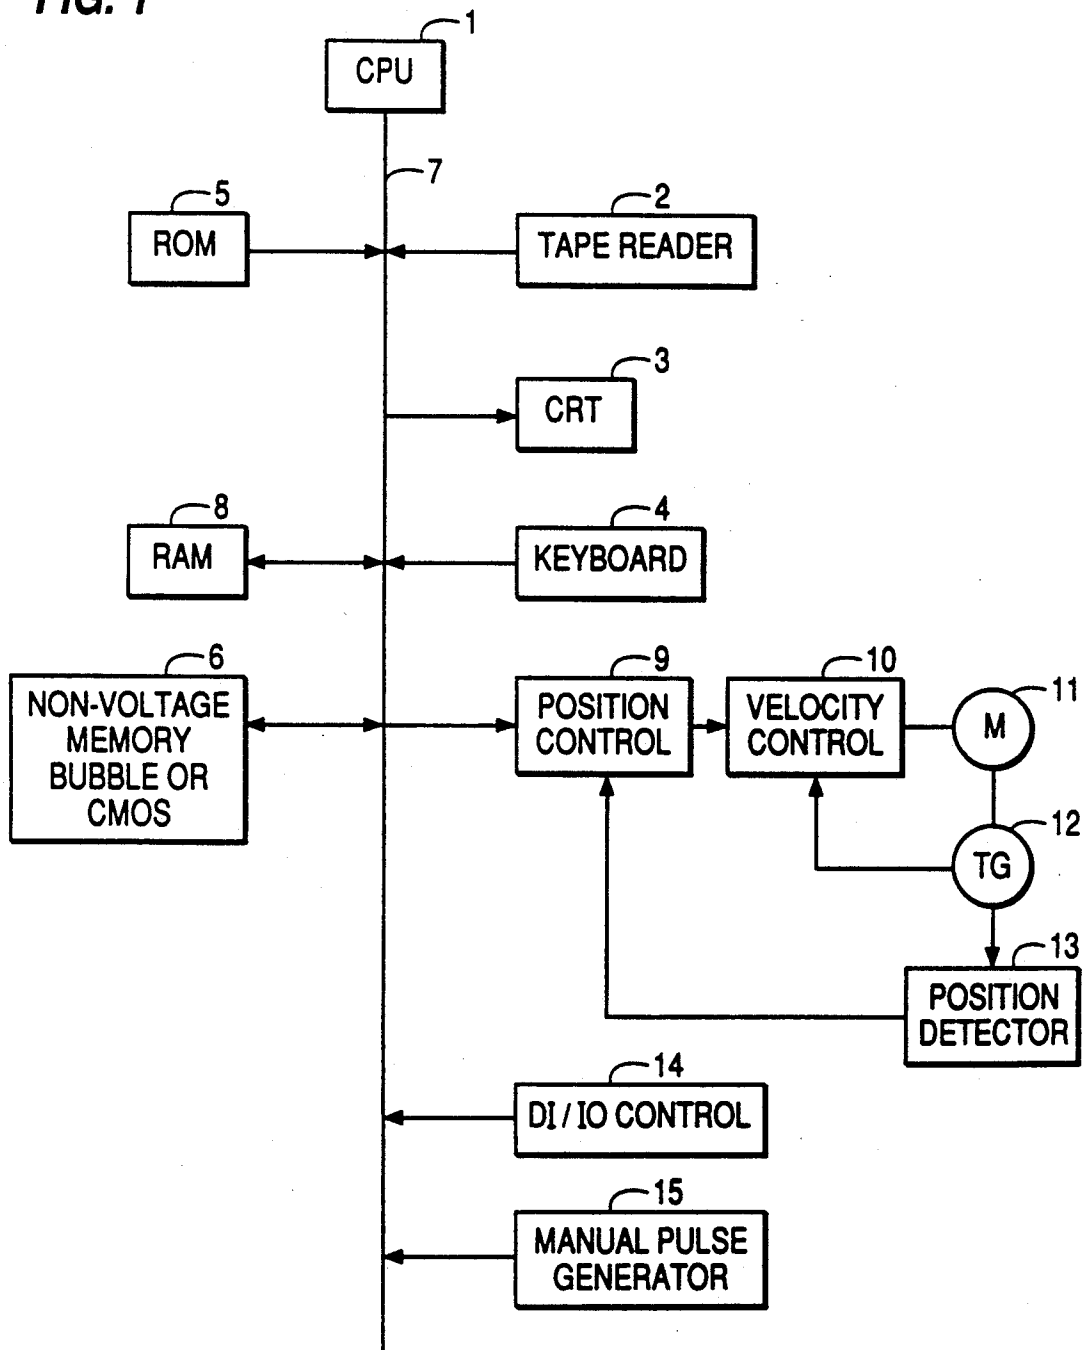 FIG. 1
1
CPU
7
5
ROM
2
TAPE READER
3
CRT
8
RAM
4
KEYBOARD
6
NON-VOLTAGE
MEMORY
BUBBLE OR
CMOS
9
POSITION
CONTROL
10
VELOCITY
CONTROL
11
M
12
TG
13
POSITION
DETECTOR
14
DI / IO CONTROL
15
MANUAL PULSE
GENERATOR